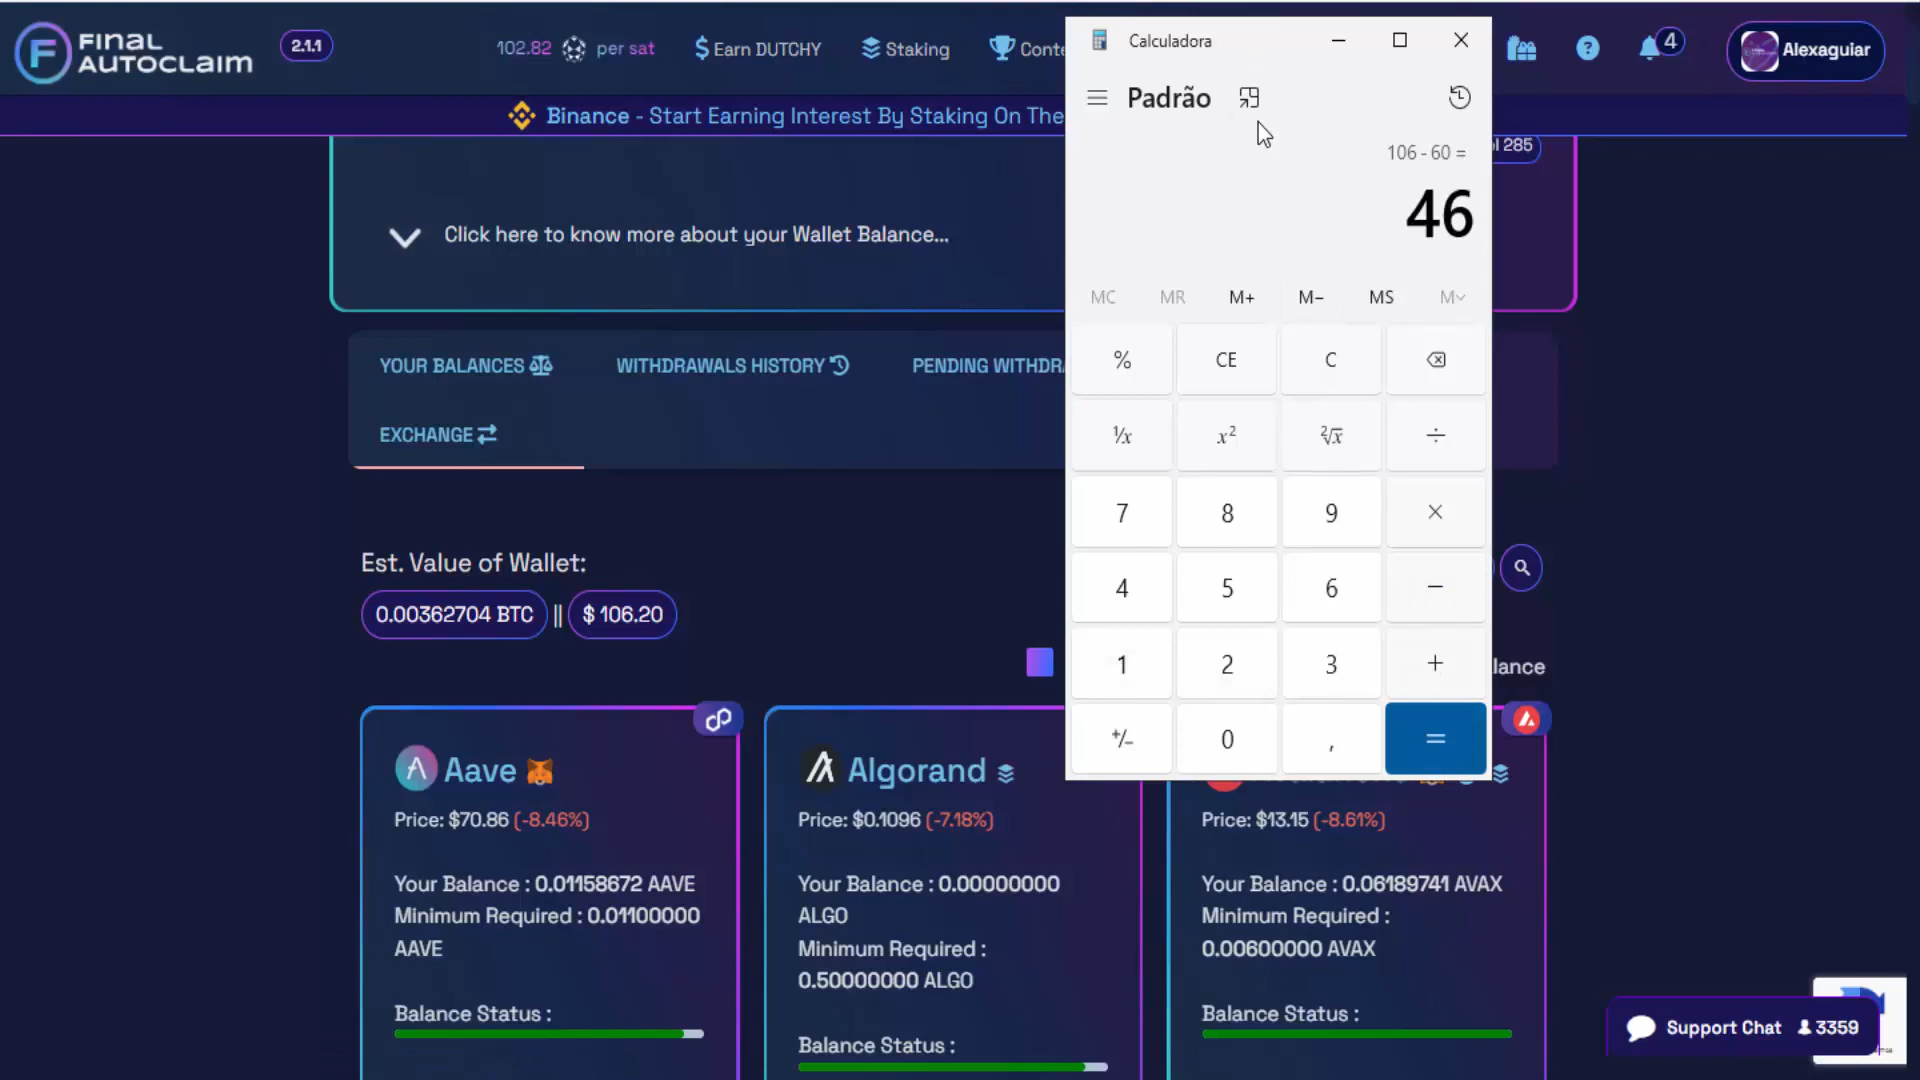 FINAL AUTOCLAIM
2.1.1
102.82 per sat
Earn DUTCHY
Staking
4
Alexaguiar
Binance - Start Earning Interest By Staking On The
285
Click here to know more about your Wallet Balance...
YOUR BALANCES
WITHDRAWALS HISTORY
EXCHANGE
Est. Value of Wallet:
0.00362704 BTC || $ 106.20
Aave
Price: $70.86 (-8.46%)
Your Balance : 0.01158672 AAVE
Minimum Required : 0.01100000
AAVE
Balance Status :
Algorand
Price: $0.1096 (-7.18%)
Your Balance : 0.00000000
ALGO
Minimum Required :
0.50000000 ALGO
Balance Status :
Price: $13.15 (-8.61%)
Your Balance : 0.06189741 AVAX
Minimum Required :
0.00600000 AVAX
Balance Status :
Support Chat 3359
Calculadora
Padrão
106 - 60 =
46
MC MR M+ M- MS M
% CE C
1/x x² ²√x ÷
7 8 9 ×
4 5 6 −
1 2 3 +
+/- 0 , =